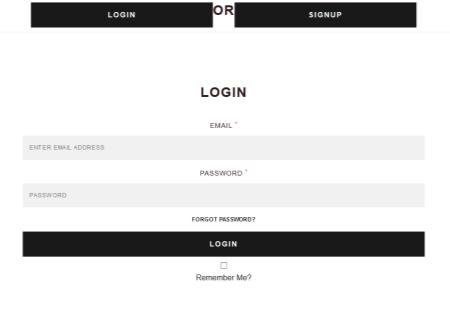 LOGIN OR SIGNUP
LOGIN
EMAIL *
ENTER EMAIL ADDRESS
PASSWORD *
PASSWORD
FORGOT PASSWORD?
LOGIN
Remember Me?